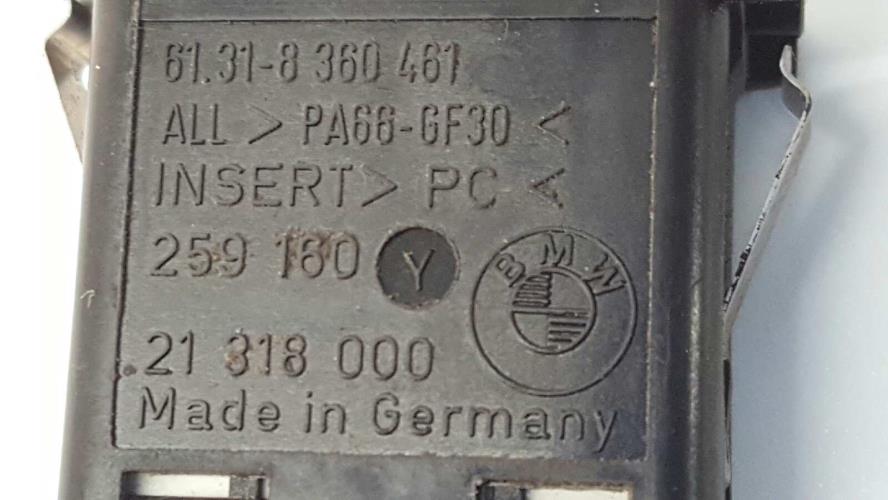 61.31-8 360 461
ALL > PA66-GF30 <
INSERT > PC <
259 160 Y
BMW
21 318 000
Made in Germany